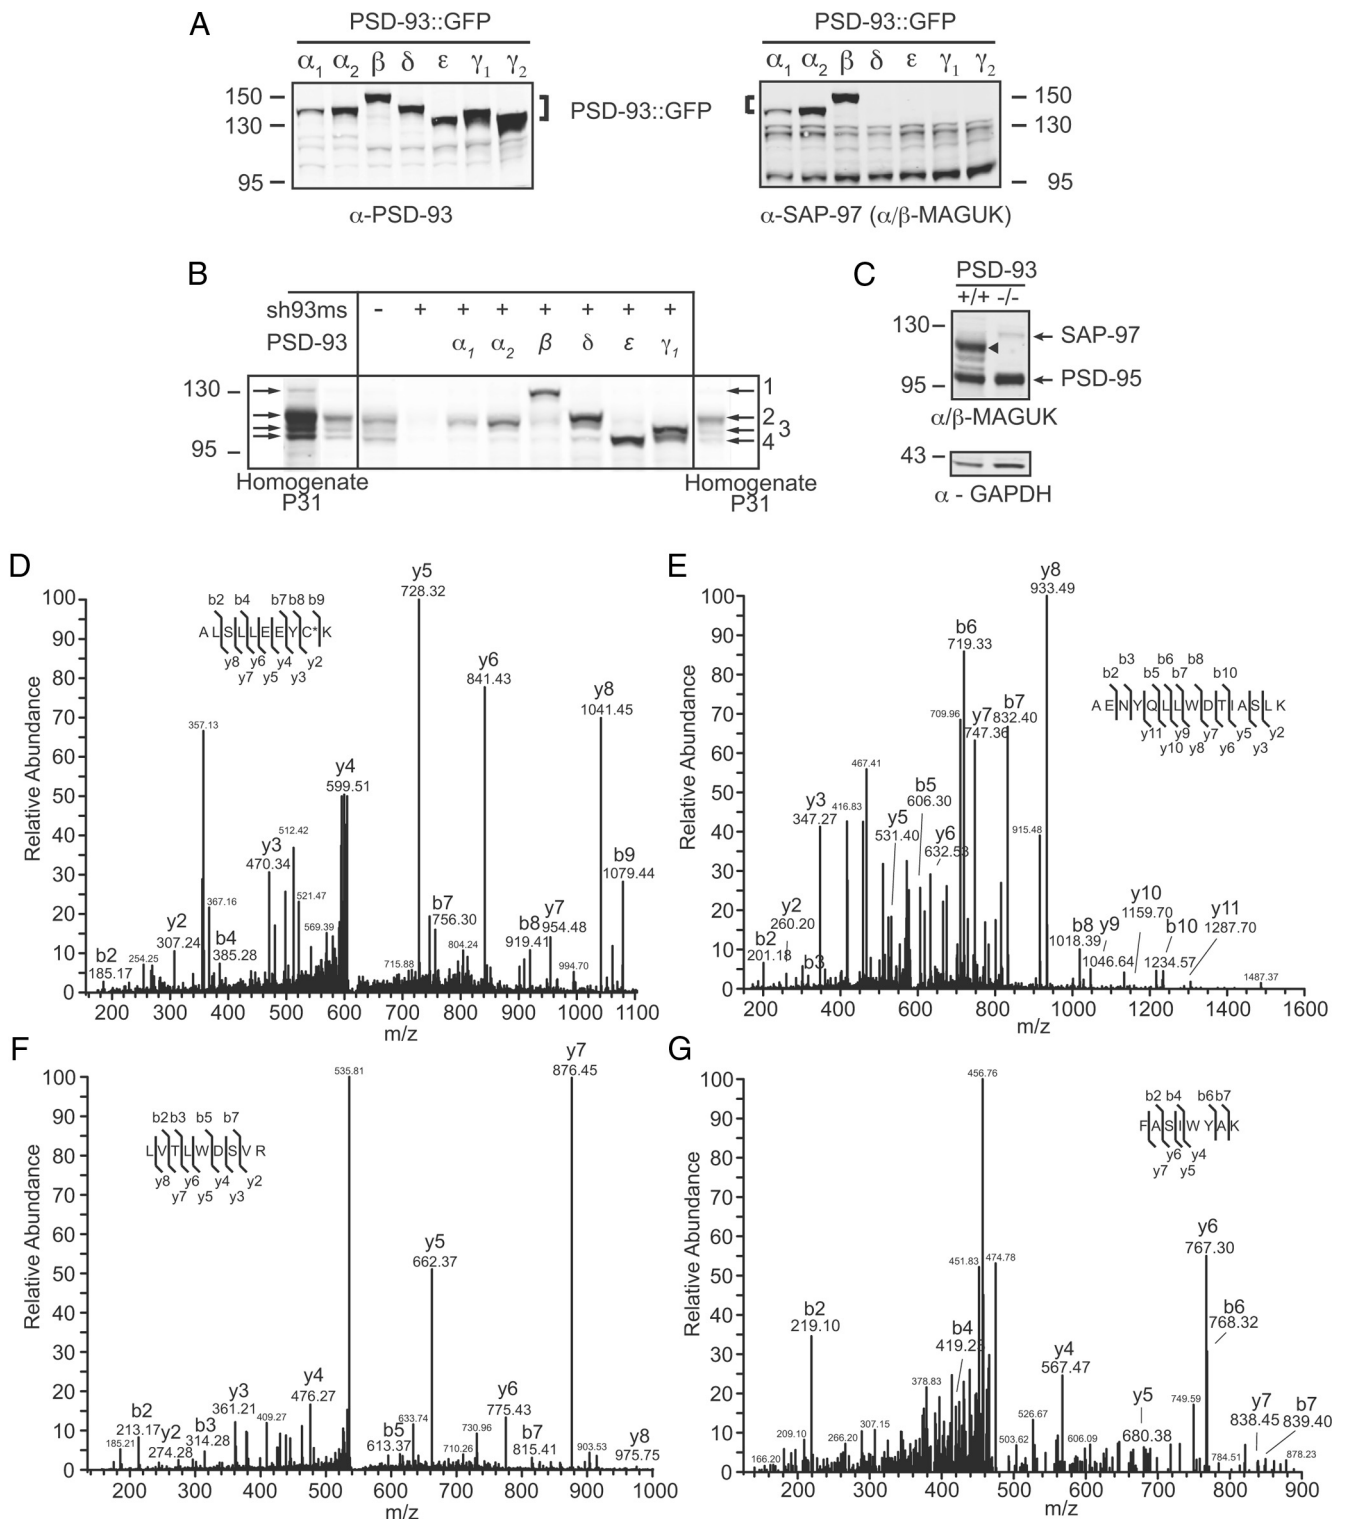 A
PSD-93::GFP
α1 α2 β δ ε γ1 γ2
150
130
95
PSD-93::GFP
α-PSD-93
PSD-93::GFP
α1 α2 β δ ε γ1 γ2
150
130
95
α-SAP-97 (α/β-MAGUK)
B
sh93ms - + + + + + + +
PSD-93 α1 α2 β δ ε γ1
130
95
1
2
3
4
Homogenate
P31
Homogenate
P31
C
PSD-93
+/+ -/-
130
95
SAP-97
PSD-95
α/β-MAGUK
43
α - GAPDH
D
b2 b4 b7 b8 b9
A L S L L E E Y C* K
y8 y6 y4 y2
y7 y5 y3
Relative Abundance
100
90
80
70
60
50
40
30
20
10
0
b2
185.17
254.25
y2
307.24
357.13
367.16
b4
385.28
y3
470.34
512.42
521.47
569.39
y4
599.51
715.88
y5
728.32
b7
756.30
804.24
y6
841.43
b8
919.41
y7
954.48
994.70
y8
1041.45
b9
1079.44
200 300 400 500 600 700 800 900 1000 1100
m/z
E
b3 b6 b8
b2 b5 b7 b10
A E N Y Q L L W D T I A S L K
y11 y9 y7 y5 y2
y10 y8 y6 y3
Relative Abundance
100
90
80
70
60
50
40
30
20
10
0
b2
201.18
y2
260.20
b3
y3
347.27
416.83
467.41
y5
531.40
b5
606.30
y6
632.53
709.96
b6
719.33
y7
747.36
b7
832.40
915.48
y8
933.49
b8
1018.39
y9
1046.64
y10
1159.70
b10
1234.57
y11
1287.70
1487.37
200 400 600 800 1000 1200 1400 1600
m/z
F
b2 b3 b5 b7
L V T L W D S V R
y8 y6 y4 y2
y7 y5 y3
Relative Abundance
100
90
80
70
60
50
40
30
20
10
0
185.21
b2
213.17
y2
274.28
b3
314.28
y3
361.21
409.27
y4
476.27
535.81
b5
613.37
633.74
y5
662.37
710.26
730.96
y6
775.43
b7
815.41
y7
876.45
903.53
y8
975.75
200 300 400 500 600 700 800 900 1000
m/z
G
b2 b4 b6 b7
F A S I W Y A K
y6 y4
y7 y5
Relative Abundance
100
90
80
70
60
50
40
30
20
10
0
166.20
209.10
b2
219.10
266.20
307.15
378.83
b4
451.83
456.76
474.78
503.62
526.67
y4
567.47
606.09
y5
680.38
749.59
y6
767.30
b6
768.32
784.51
y7
838.45
b7
839.40
878.23
200 300 400 500 600 700 800 900
m/z